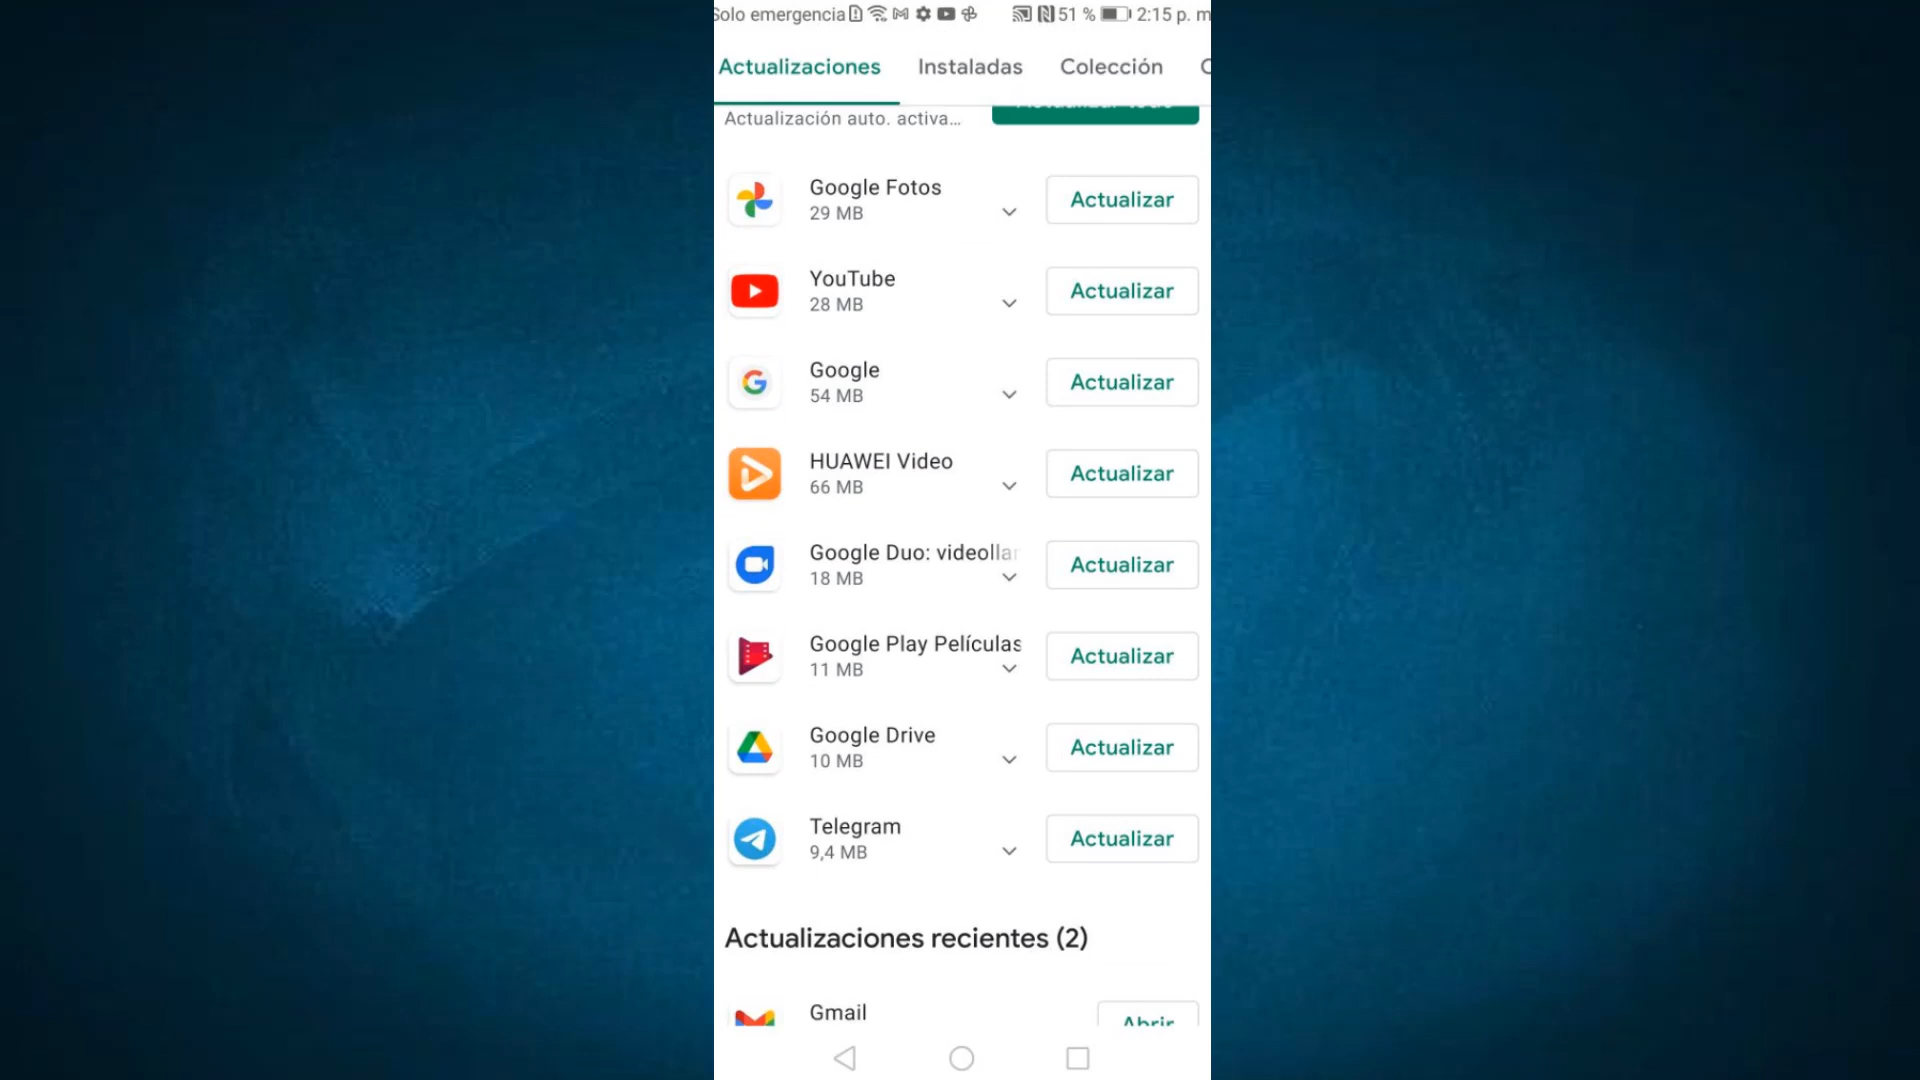 Solo emergencia 51 % 2:15 p. m
Actualizaciones Instaladas Colección
Actualización auto. activa...
Google Fotos
29 MB
Actualizar
YouTube
28 MB
Actualizar
Google
54 MB
Actualizar
HUAWEI Video
66 MB
Actualizar
Google Duo: videollar
18 MB
Actualizar
Google Play Películas
11 MB
Actualizar
Google Drive
10 MB
Actualizar
Telegram
9,4 MB
Actualizar
Actualizaciones recientes (2)
Gmail
Abrir